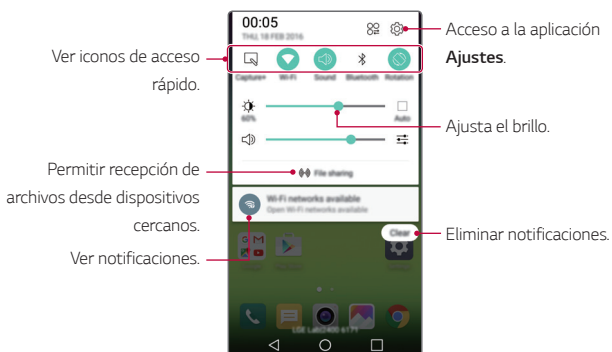 00:05
THU, 18 FEB 2016
Acceso a la aplicación
Ajustes.
Ver iconos de acceso
rápido.
Capture+ Wi-Fi Sound Bluetooth Rotation
60%
Auto
Ajusta el brillo.
Permitir recepción de
archivos desde dispositivos
cercanos.
File sharing
Wi-Fi networks available
Open Wi-Fi networks available
Ver notificaciones.
Clear
Eliminar notificaciones.